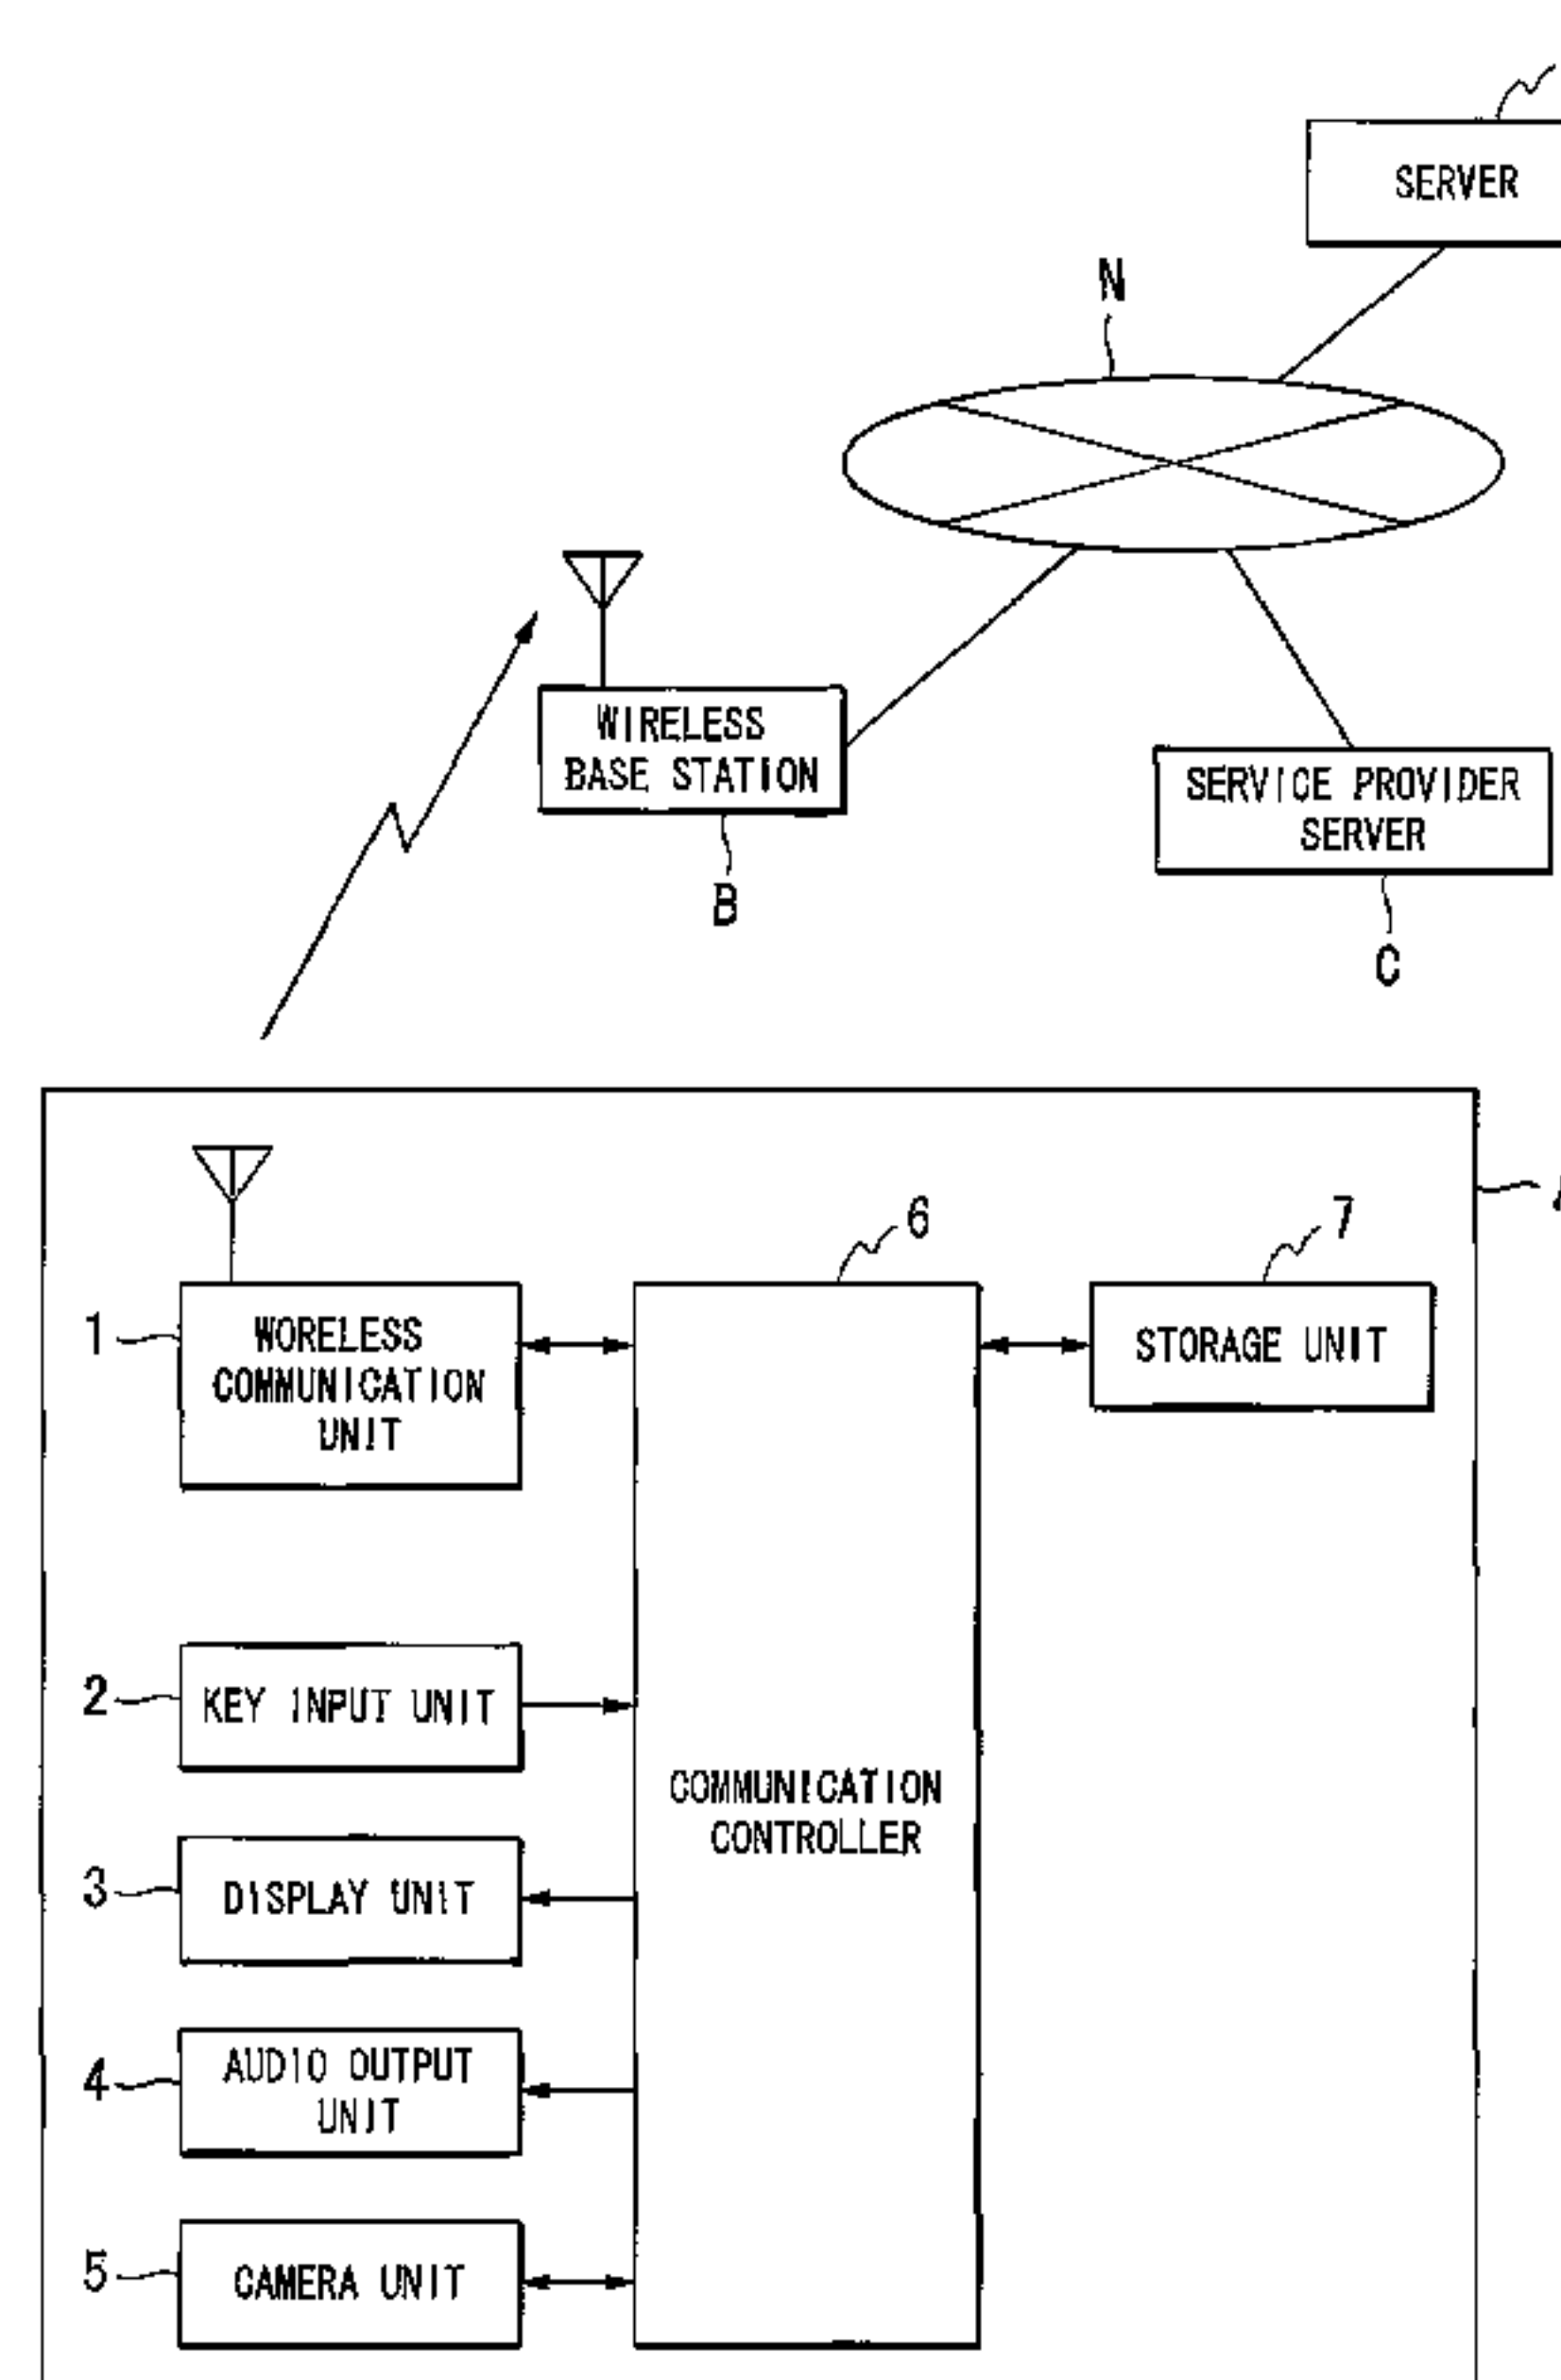 SERVER
N
WIRELESS
BASE STATION
B
SERVICE PROVIDER
SERVER
C
6
7
1
WORELESS
COMMUNICATION
UNIT
STORAGE UNIT
2
KEY INPUT UNIT
COMMUNICATION
CONTROLLER
3
DISPLAY UNIT
4
AUDIO OUTPUT
UNIT
5
CAMERA UNIT